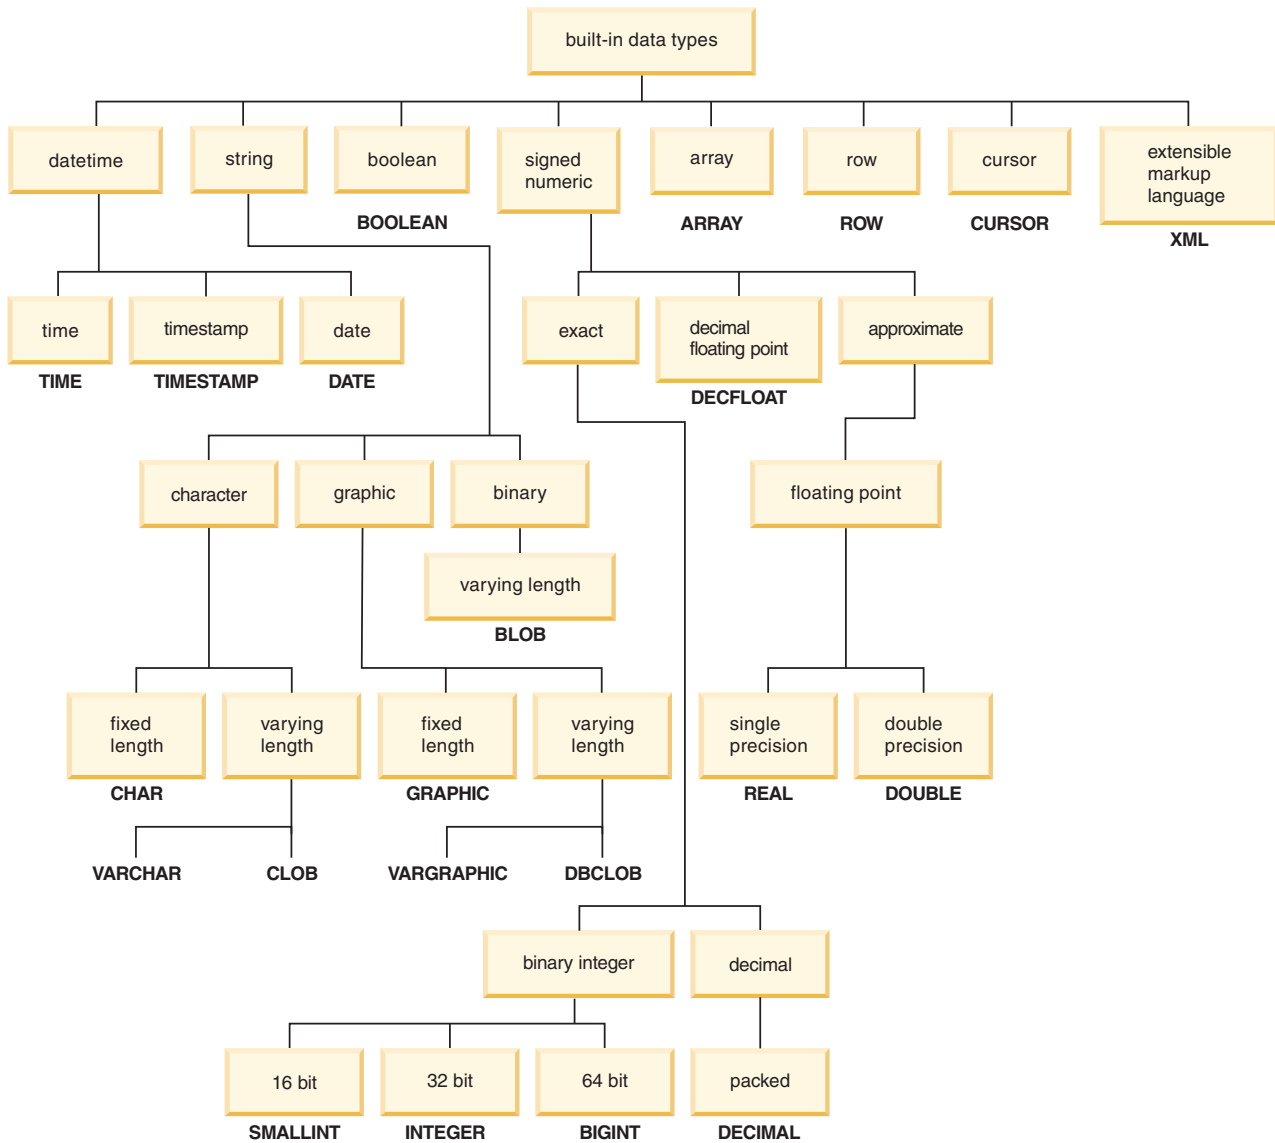 built-in data types
datetime
string
boolean
signed
numeric
array
row
cursor
extensible
markup
language
BOOLEAN
ARRAY
ROW
CURSOR
XML
time
timestamp
date
exact
decimal
floating point
approximate
TIME
TIMESTAMP
DATE
DECFLOAT
character
graphic
binary
floating point
varying length
BLOB
fixed
length
varying
length
fixed
length
varying
length
single
precision
double
precision
CHAR
GRAPHIC
REAL
DOUBLE
VARCHAR
CLOB
VARGRAPHIC
DBCLOB
binary integer
decimal
16 bit
32 bit
64 bit
packed
SMALLINT
INTEGER
BIGINT
DECIMAL